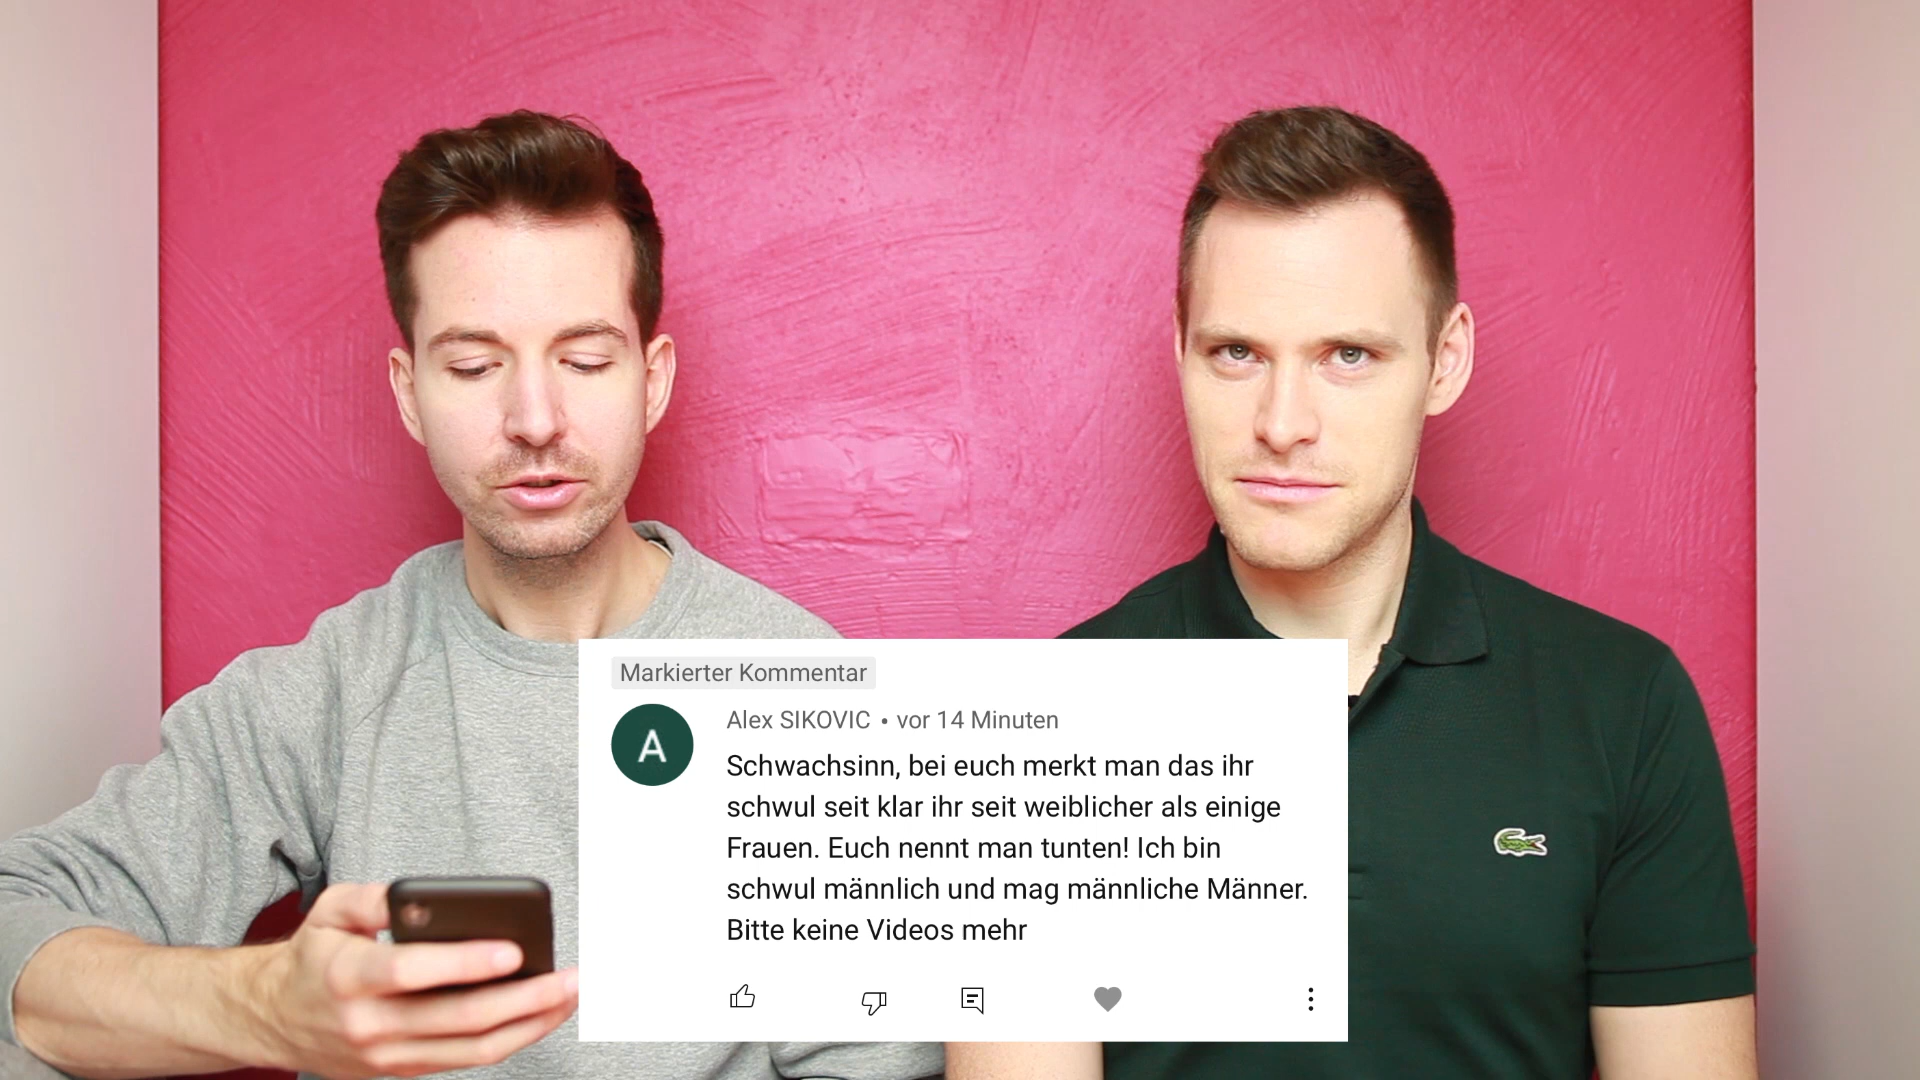 Markierter Kommentar
A
Alex SIKOVIC • vor 14 Minuten
Schwachsinn, bei euch merkt man das ihr
schwul seit klar ihr seit weiblicher als einige
Frauen. Euch nennt man tunten! Ich bin
schwul männlich und mag männliche Männer.
Bitte keine Videos mehr